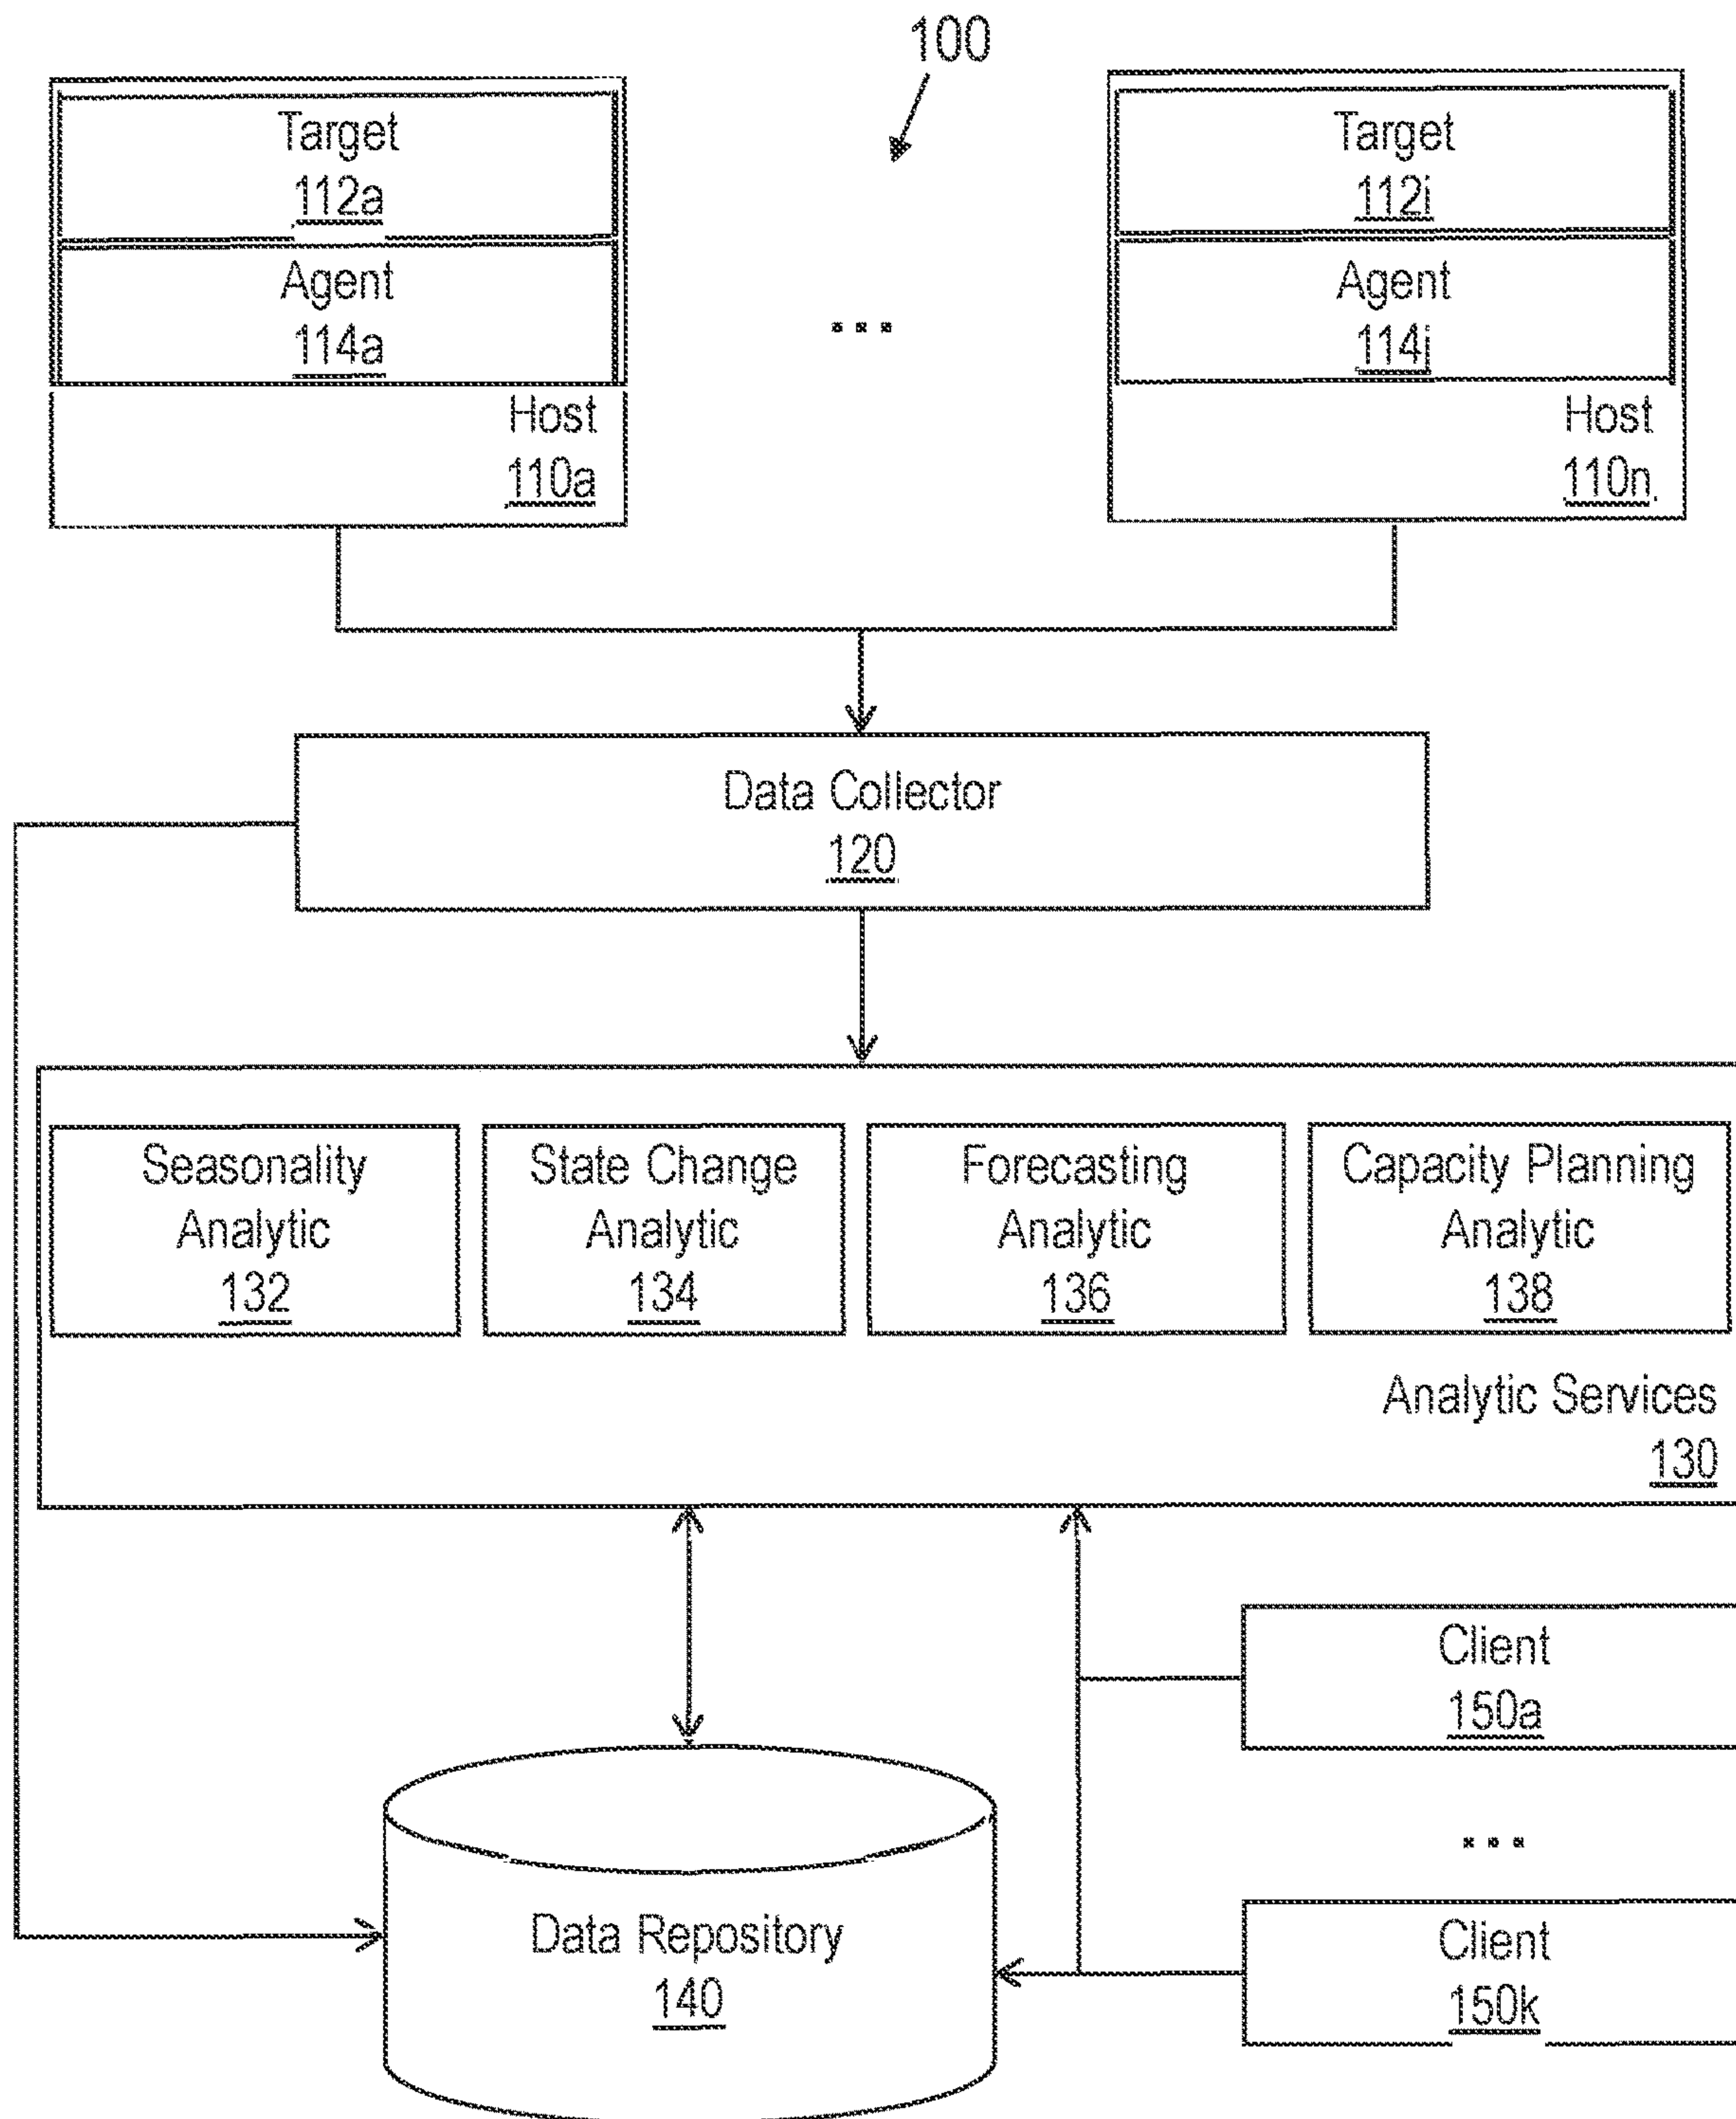 100
Target
112a
Agent
114a
Host
110a
...
Target
112i
Agent
114j
Host
110n
Data Collector
120
Seasonality
Analytic
132
State Change
Analytic
134
Forecasting
Analytic
136
Capacity Planning
Analytic
138
Analytic Services
130
Client
150a
...
Client
150k
Data Repository
140